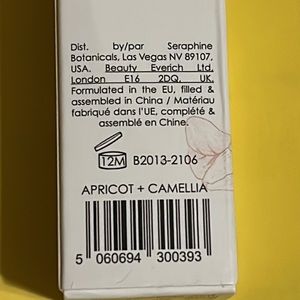 Dist. by/par Seraphine
Botanicals, Las Vegas NV 89107,
USA. Beauty Everich Ltd.
London E16 2DQ, UK.
Formulated in the EU, filled &
assembled in China / Matériau
fabriqué dans l'UE, complété &
assemblé en Chine.
12M B2013-2106
APRICOT + CAMELLIA
5 060694 300393